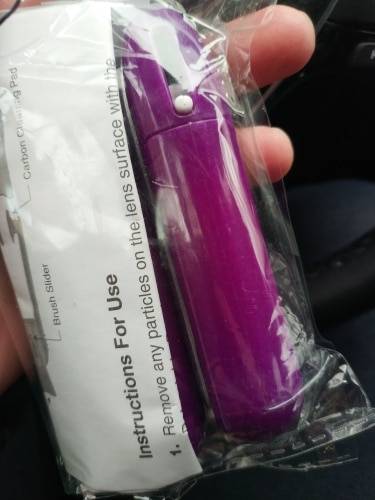 Carbon Cleaning Pad
Brush Slider
Instructions For Use
1. Remove any particles on the lens surface with the